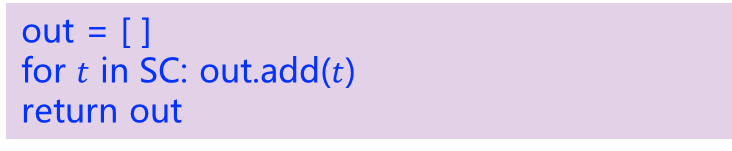 out = [ ]
for t in SC: out.add(t)
return out